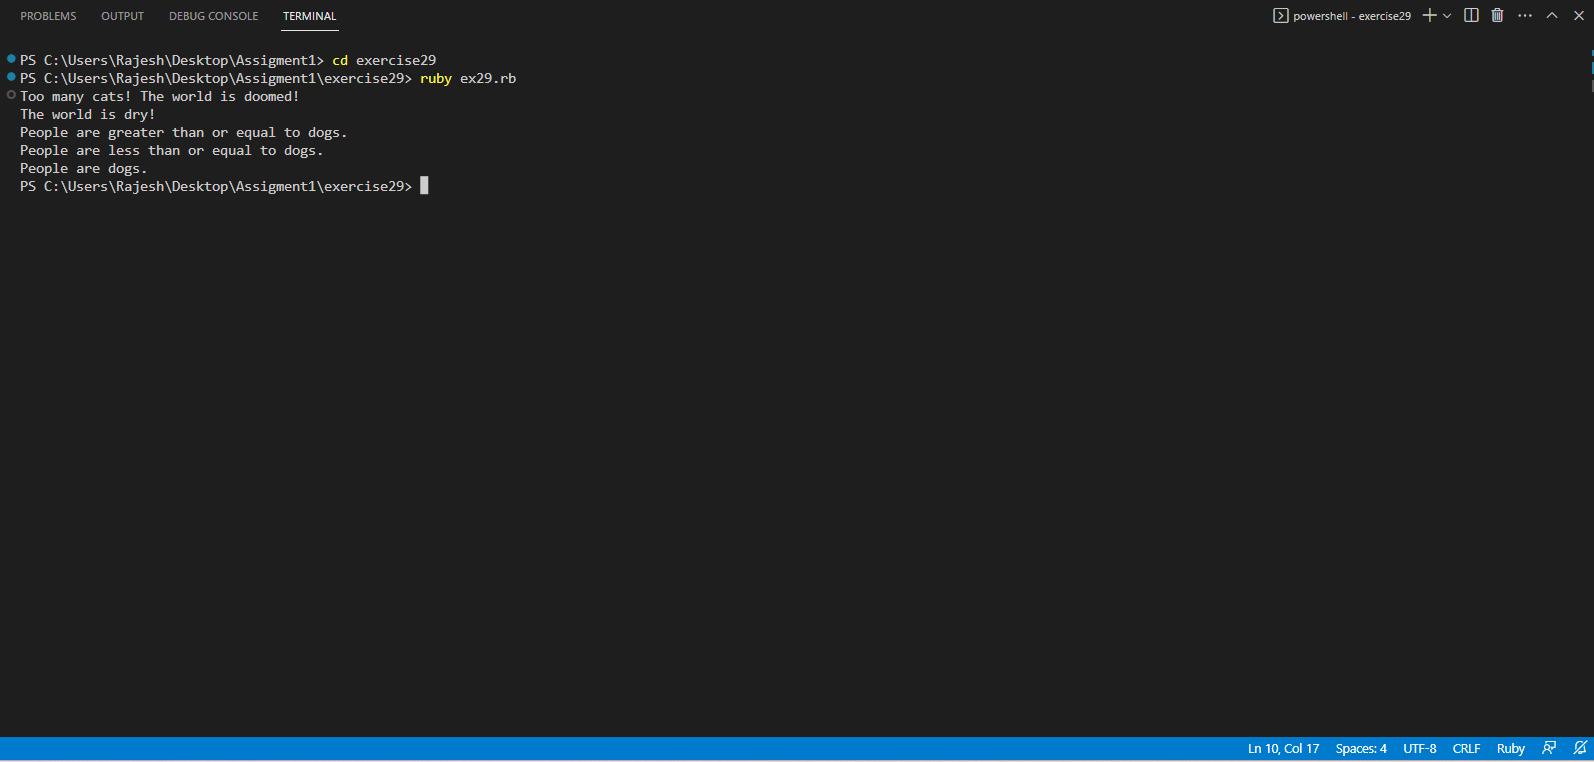 PROBLEMS OUTPUT DEBUG CONSOLE TERMINAL powershell - exercise29
PS C:\Users\Rajesh\Desktop\Assigment1> cd exercise29
PS C:\Users\Rajesh\Desktop\Assigment1\exercise29> ruby ex29.rb
Too many cats! The world is doomed!
The world is dry!
People are greater than or equal to dogs.
People are less than or equal to dogs.
People are dogs.
PS C:\Users\Rajesh\Desktop\Assigment1\exercise29>
Ln 10, Col 17 Spaces: 4 UTF-8 CRLF Ruby